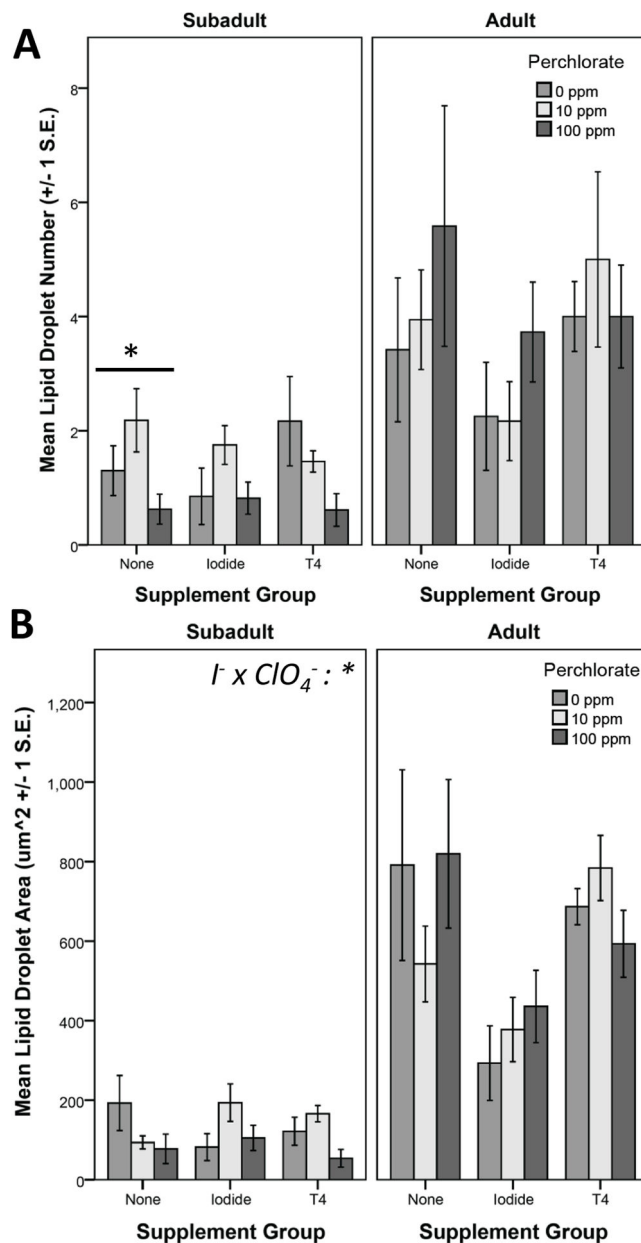 A
Subadult
Adult
Mean Lipid Droplet Number (+/- 1 S.E.)
8
6
4
2
0
*
Perchlorate
0 ppm
10 ppm
100 ppm
None
Iodide
T4
None
Iodide
T4
Supplement Group
Supplement Group
B
Subadult
Adult
Mean Lipid Droplet Area (um^2 +/- 1 S.E.)
1,200
1,000
800
600
400
200
0
I⁻ x ClO₄⁻ : *
Perchlorate
0 ppm
10 ppm
100 ppm
None
Iodide
T4
None
Iodide
T4
Supplement Group
Supplement Group